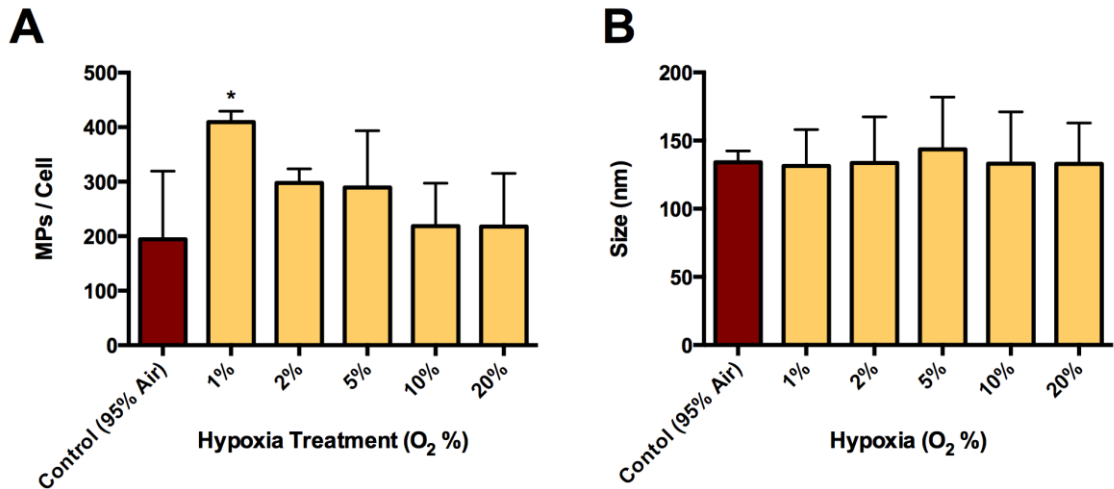 A
MPs / Cell
500
400
300
200
100
0
*
Control (95% Air)
1%
2%
5%
10%
20%
Hypoxia Treatment (O₂ %)
B
Size (nm)
200
150
100
50
0
Contol (95% Air)
1%
2%
5%
10%
20%
Hypoxia (O₂ %)